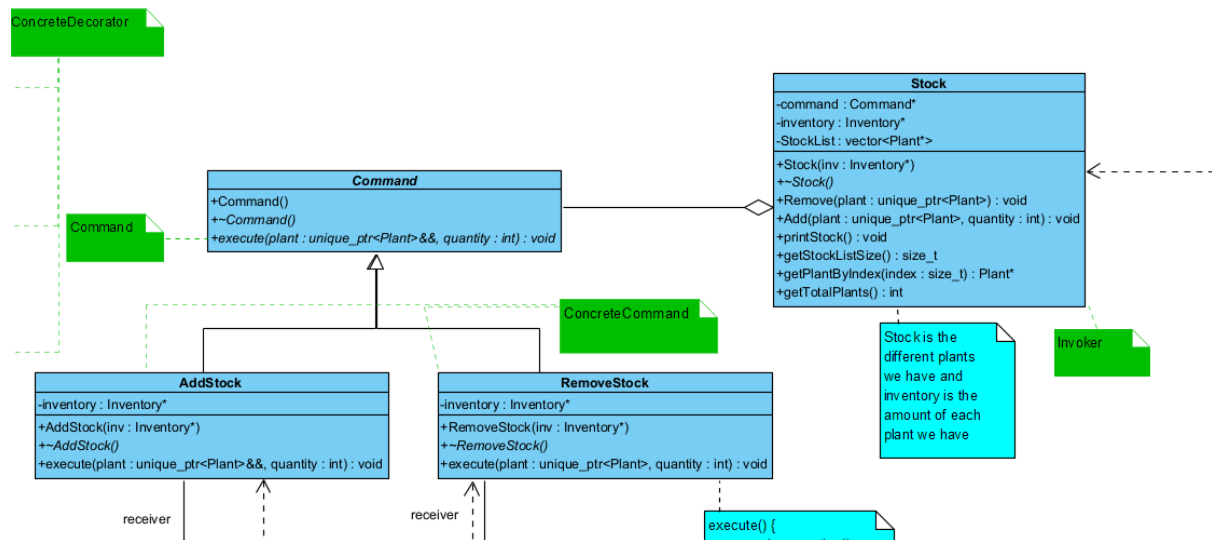 ConcreteDecorator
Stock
-command : Command*
-inventory : Inventory*
-StockList : vector<Plant*>
+Stock(inv : Inventory*)
+~Stock()
+Remove(plant : unique_ptr<Plant>) : void
+Add(plant : unique_ptr<Plant>, quantity : int) : void
+printStock() : void
+getStockListSize() : size_t
+getPlantByIndex(index : size_t) : Plant*
+getTotalPlants() : int
Command
+Command()
+~Command()
+execute(plant : unique_ptr<Plant>&&, quantity : int) : void
Command
ConcreteCommand
Stock is the
different plants
we have and
inventory is the
amount of each
plant we have
Invoker
AddStock
-inventory : Inventory*
+AddStock(inv : Inventory*)
+~AddStock()
+execute(plant : unique_ptr<Plant>&&, quantity : int) : void
RemoveStock
-inventory : Inventory*
+RemoveStock(inv : Inventory*)
+~RemoveStock()
+execute(plant : unique_ptr<Plant>, quantity : int) : void
receiver
receiver
execute() {